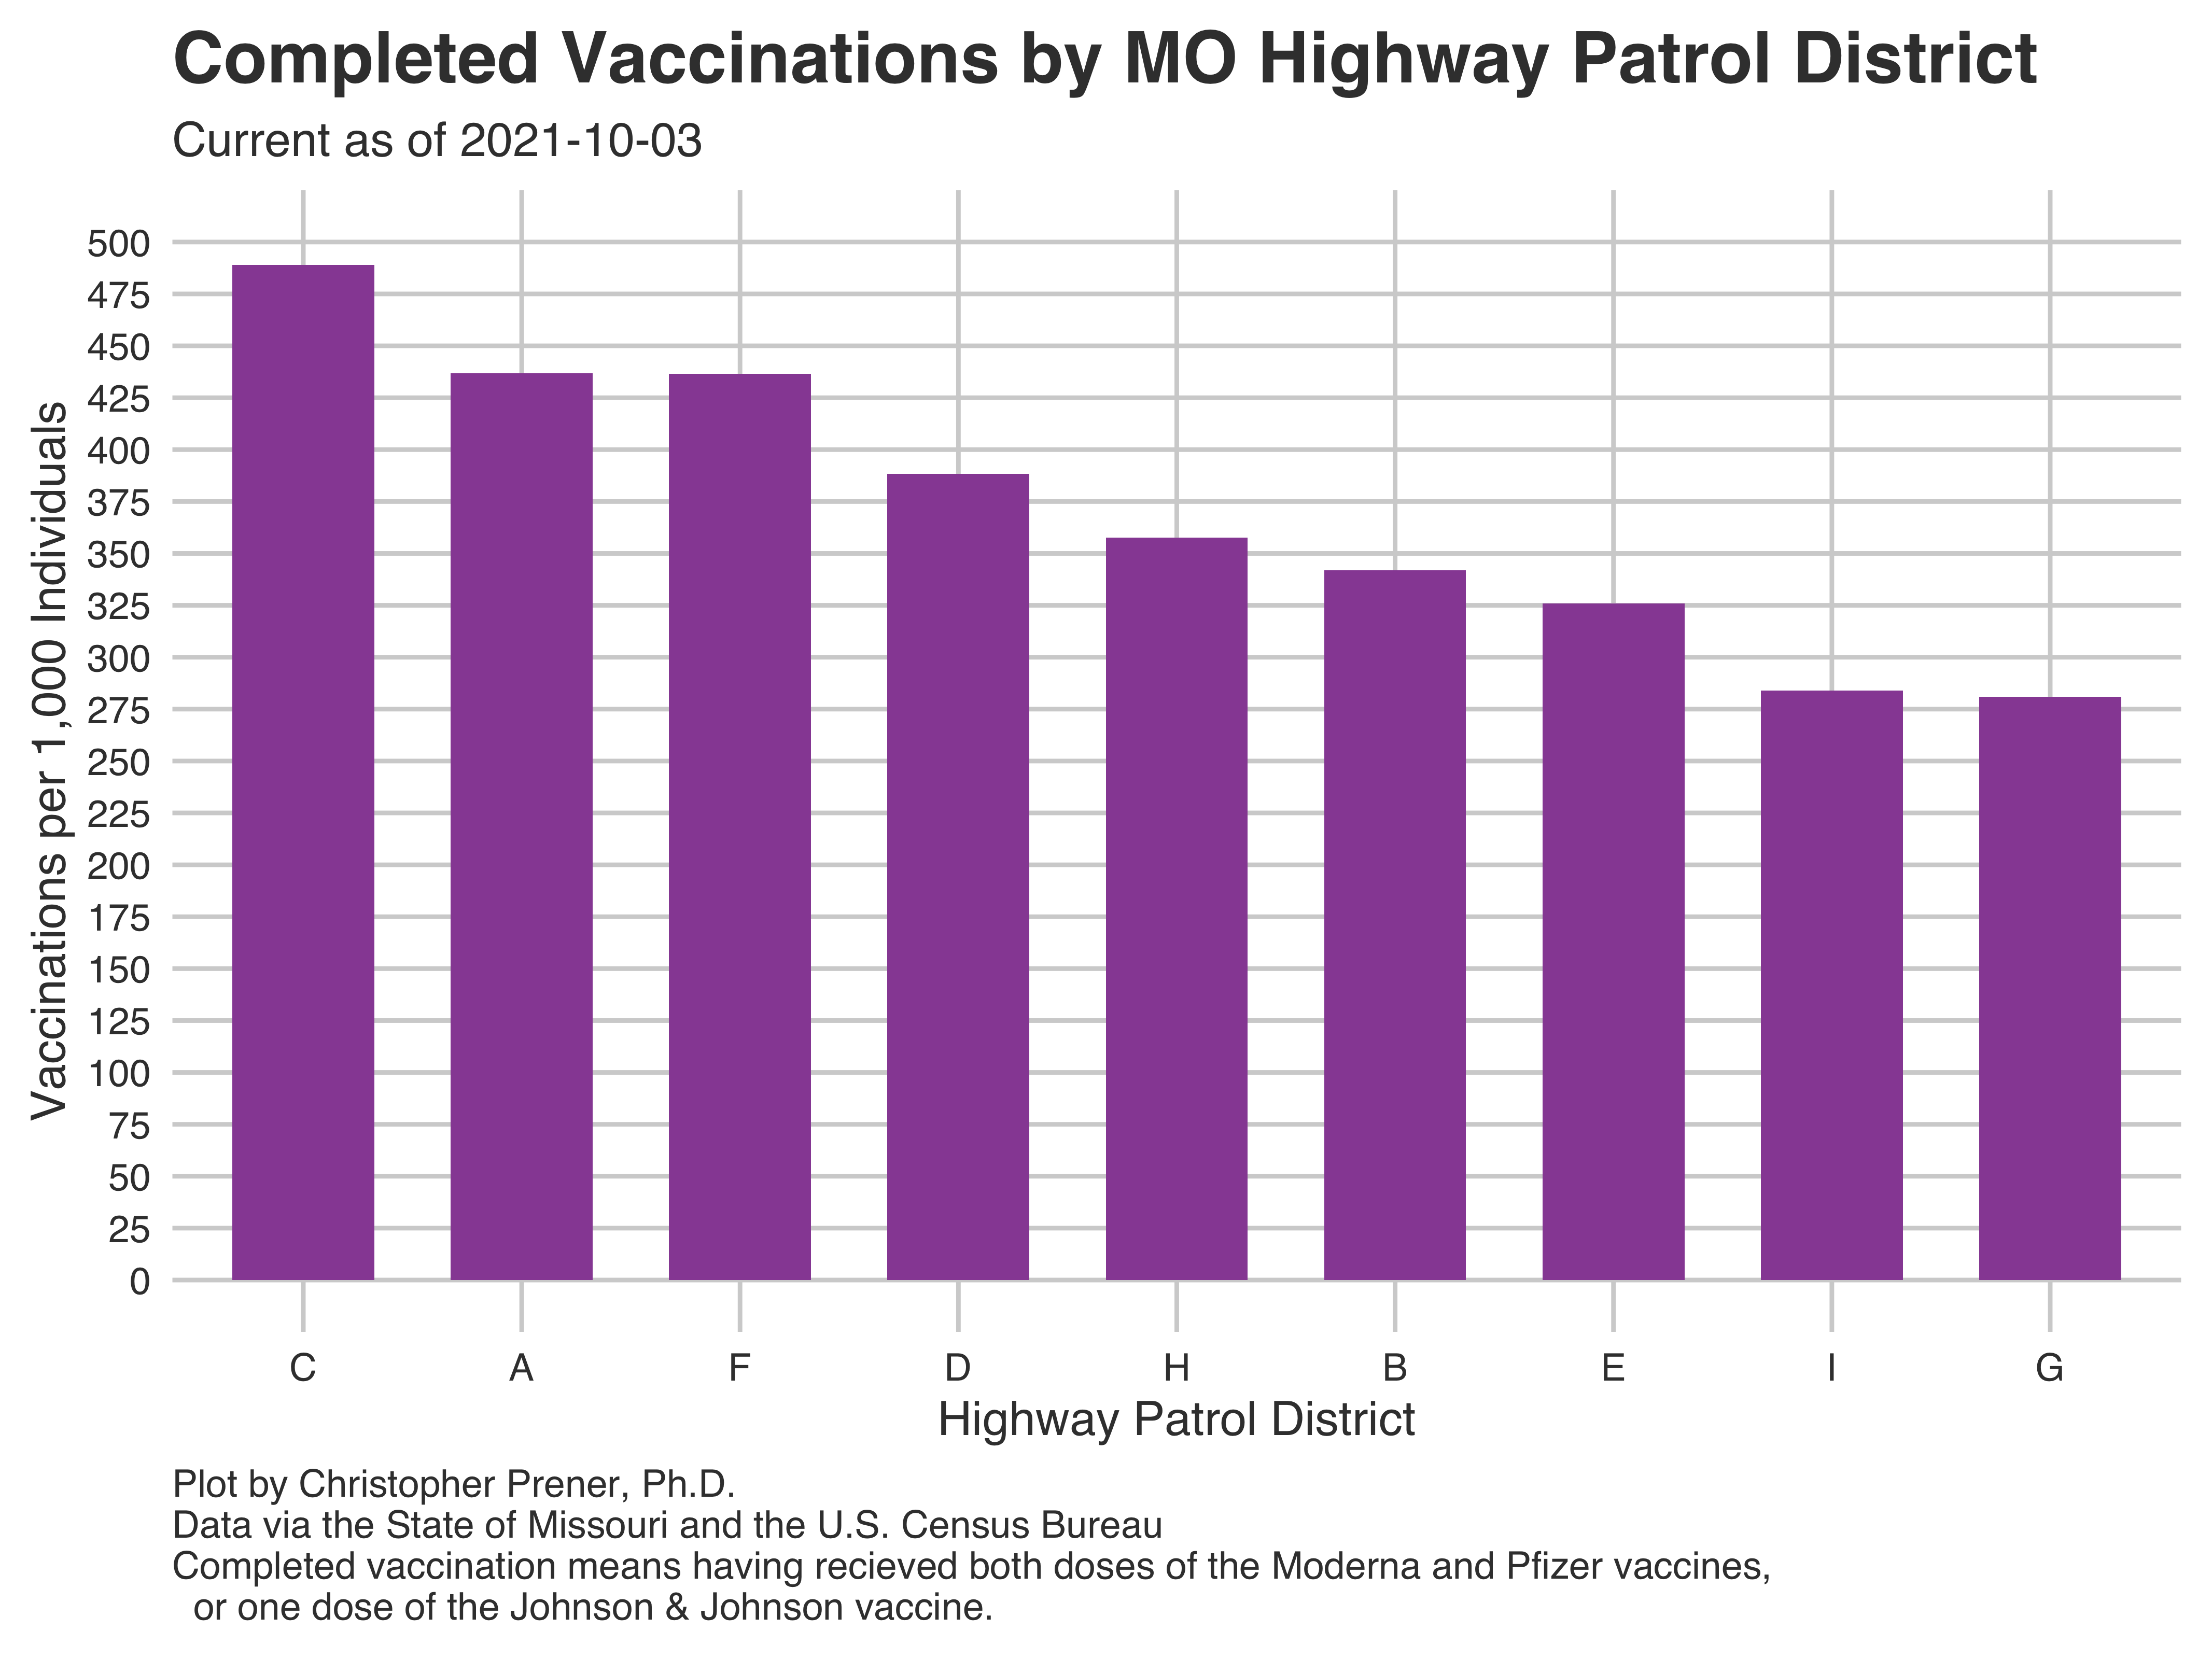 Completed Vaccinations by MO Highway Patrol District
Current as of 2021-10-03
Vaccinations per 1,000 Individuals
500
475
450
425
400
375
350
325
300
275
250
225
200
175
150
125
100
75
50
25
0
C A F D H B E I G
Highway Patrol District
Plot by Christopher Prener, Ph.D.
Data via the State of Missouri and the U.S. Census Bureau
Completed vaccination means having recieved both doses of the Moderna and Pfizer vaccines,
or one dose of the Johnson & Johnson vaccine.